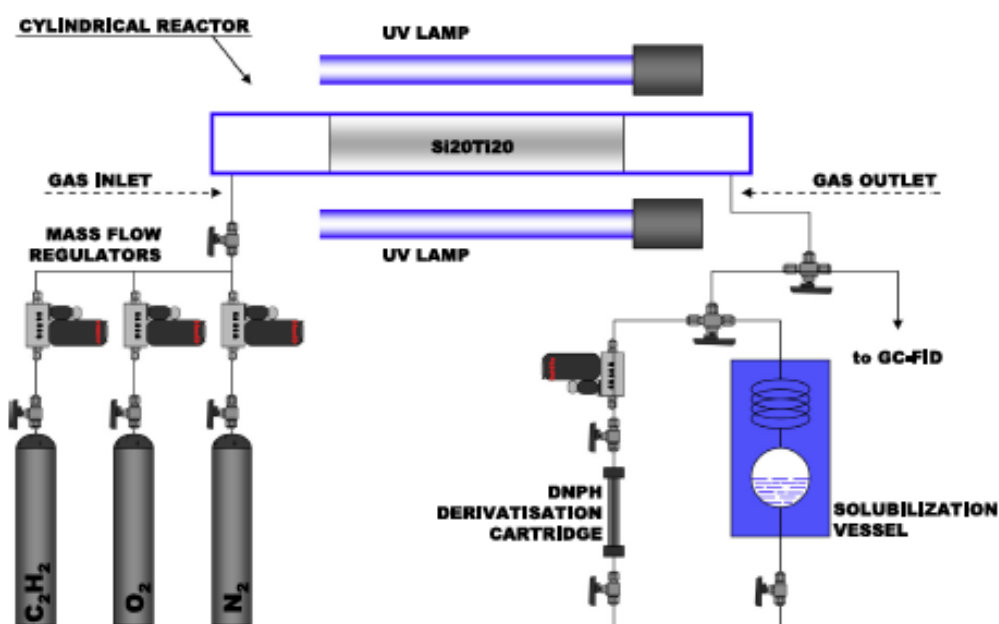 CYLINDRICAL REACTOR
UV LAMP
Si20Ti20
GAS INLET
GAS OUTLET
MASS FLOW
REGULATORS
UV LAMP
to GC-FID
DNPH
DERIVATISATION
CARTRIDGE
SOLUBILIZATION
VESSEL
C₂H₂
O₂
N₂